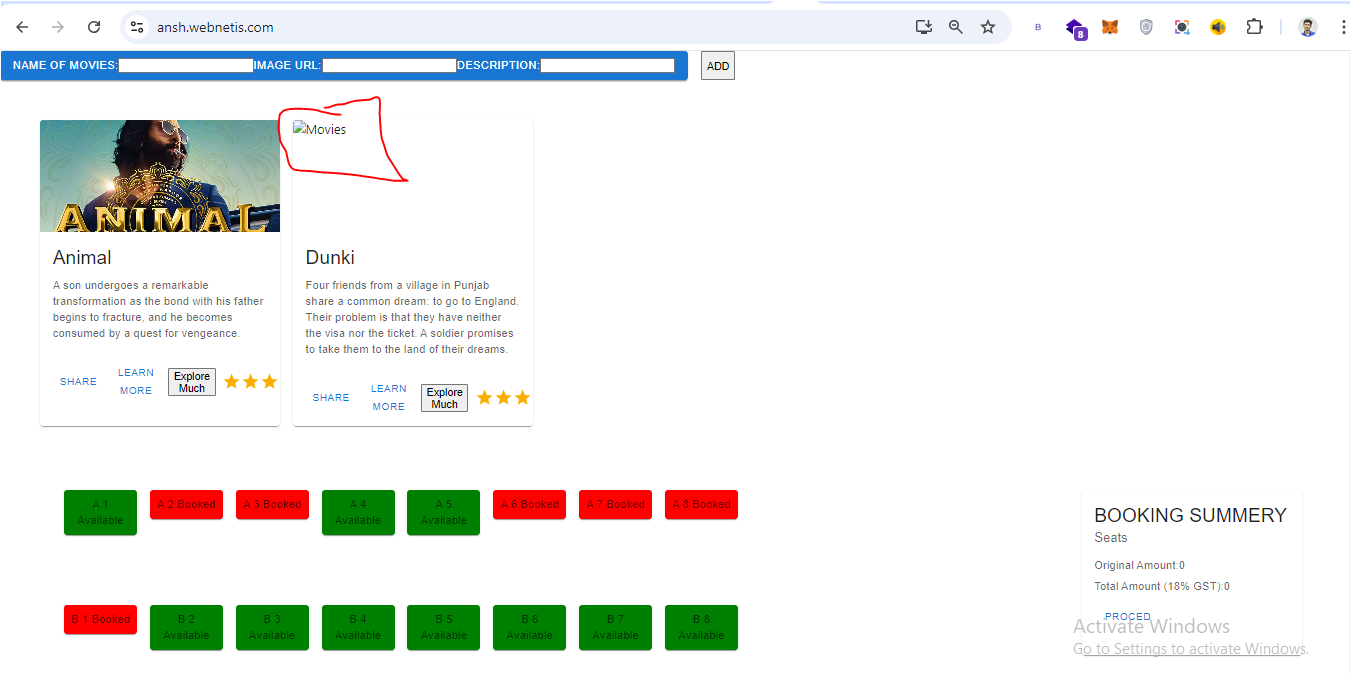 ansh.webnetis.com
B
8
NAME OF MOVIES: IMAGE URL: DESCRIPTION: ADD
Movies
ANIMAL
Animal
A son undergoes a remarkable
transformation as the bond with his father
begins to fracture, and he becomes
consumed by a quest for vengeance.
SHARE
LEARN
MORE
Explore
Much
Dunki
Four friends from a village in Punjab
share a common dream: to go to England.
Their problem is that they have neither
the visa nor the ticket. A soldier promises
to take them to the land of their dreams.
SHARE
LEARN
MORE
Explore
Much
A 1
Available
A 2 Booked
A 3 Booked
A 4
Available
A 5
Available
A 6 Booked
A 7 Booked
A 8 Booked
B 1 Booked
B 2
Available
B 3
Available
B 4
Available
B 5
Available
B 6
Available
B 7
Available
B 8
Available
BOOKING SUMMERY
Seats
Original Amount:0
Total Amount (18% GST):0
PROCED
Activate Windows
Go to Settings to activate Windows.